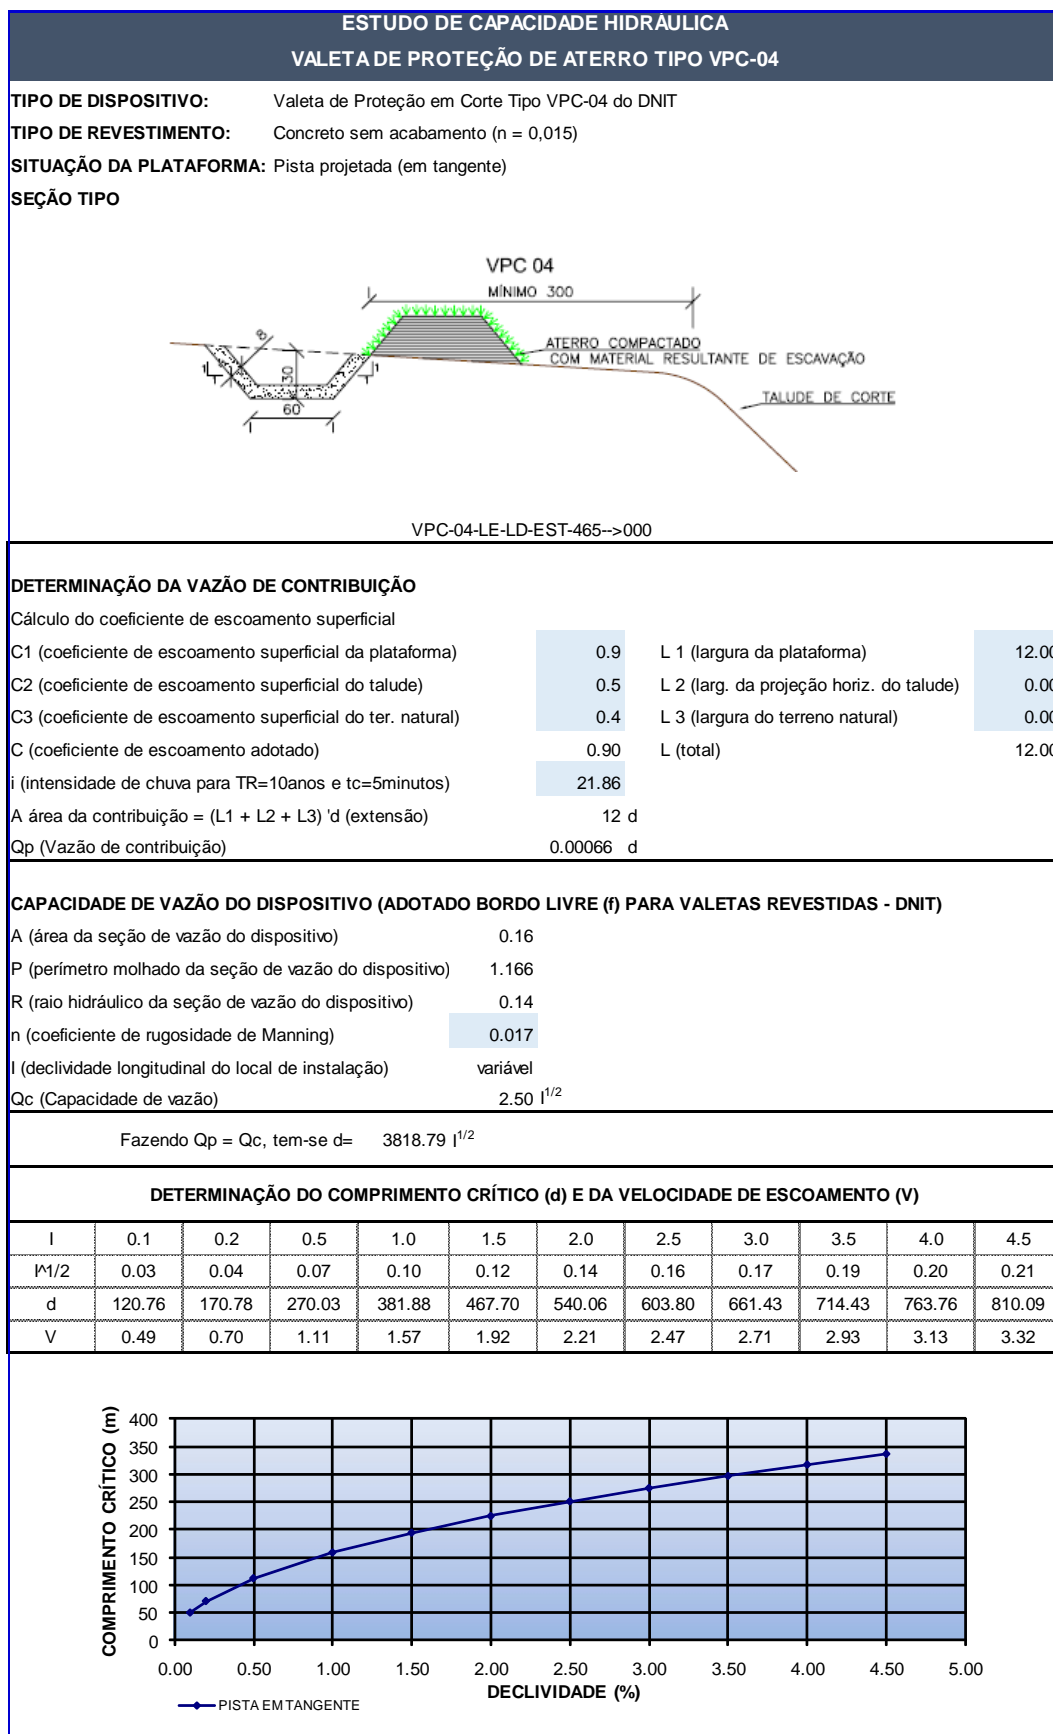 ESTUDO DE CAPACIDADE HIDRÁULICA
VALETA DE PROTEÇÃO DE ATERRO TIPO VPC-04
TIPO DE DISPOSITIVO: Valeta de Proteção em Corte Tipo VPC-04 do DNIT
TIPO DE REVESTIMENTO: Concreto sem acabamento (n = 0,015)
SITUAÇÃO DA PLATAFORMA: Pista projetada (em tangente)
SEÇÃO TIPO
VPC 04
MÍNIMO 300
8
ATERRO COMPACTADO
COM MATERIAL RESULTANTE DE ESCAVAÇÃO
1 1
30
1 1
TALUDE DE CORTE
60
VPC-04-LE-LD-EST-465-->000
DETERMINAÇÃO DA VAZÃO DE CONTRIBUIÇÃO
Cálculo do coeficiente de escoamento superficial
C1 (coeficiente de escoamento superficial da plataforma) 0.9 L 1 (largura da plataforma) 12.00
C2 (coeficiente de escoamento superficial do talude) 0.5 L 2 (larg. da projeção horiz. do talude) 0.00
C3 (coeficiente de escoamento superficial do ter. natural) 0.4 L 3 (largura do terreno natural) 0.00
C (coeficiente de escoamento adotado) 0.90 L (total) 12.00
i (intensidade de chuva para TR=10anos e tc=5minutos) 21.86
A área da contribuição = (L1 + L2 + L3) 'd (extensão) 12 d
Qp (Vazão de contribuição) 0.00066 d
CAPACIDADE DE VAZÃO DO DISPOSITIVO (ADOTADO BORDO LIVRE (f) PARA VALETAS REVESTIDAS - DNIT)
A (área da seção de vazão do dispositivo) 0.16
P (perímetro molhado da seção de vazão do dispositivo) 1.166
R (raio hidráulico da seção de vazão do dispositivo) 0.14
n (coeficiente de rugosidade de Manning) 0.017
I (declividade longitudinal do local de instalação) variável
Qc (Capacidade de vazão) 2.50 I1/2
Fazendo Qp = Qc, tem-se d= 3818.79 I1/2
DETERMINAÇÃO DO COMPRIMENTO CRÍTICO (d) E DA VELOCIDADE DE ESCOAMENTO (V)
I 0.1 0.2 0.5 1.0 1.5 2.0 2.5 3.0 3.5 4.0 4.5
I^1/2 0.03 0.04 0.07 0.10 0.12 0.14 0.16 0.17 0.19 0.20 0.21
d 120.76 170.78 270.03 381.88 467.70 540.06 603.80 661.43 714.43 763.76 810.09
V 0.49 0.70 1.11 1.57 1.92 2.21 2.47 2.71 2.93 3.13 3.32
COMPRIMENTO CRÍTICO (m)
400
350
300
250
200
150
100
50
0
0.00 0.50 1.00 1.50 2.00 2.50 3.00 3.50 4.00 4.50 5.00
DECLIVIDADE (%)
PISTA EM TANGENTE